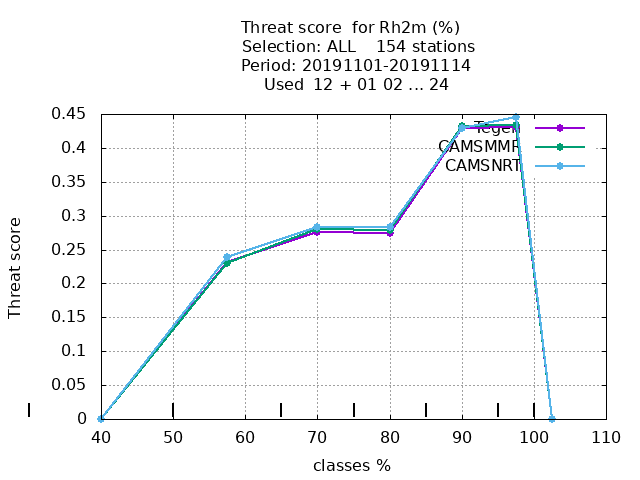 Threat score for Rh2m (%)
Selection: ALL 154 stations
Period: 20191101-20191114
Used 12 + 01 02 ... 24
0.45
0.4
0.35
0.3
0.25
0.2
0.15
0.1
0.05
0
Threat score
Tegen
CAMSMMR
CAMSNRT
40 50 60 70 80 90 100 110
classes %